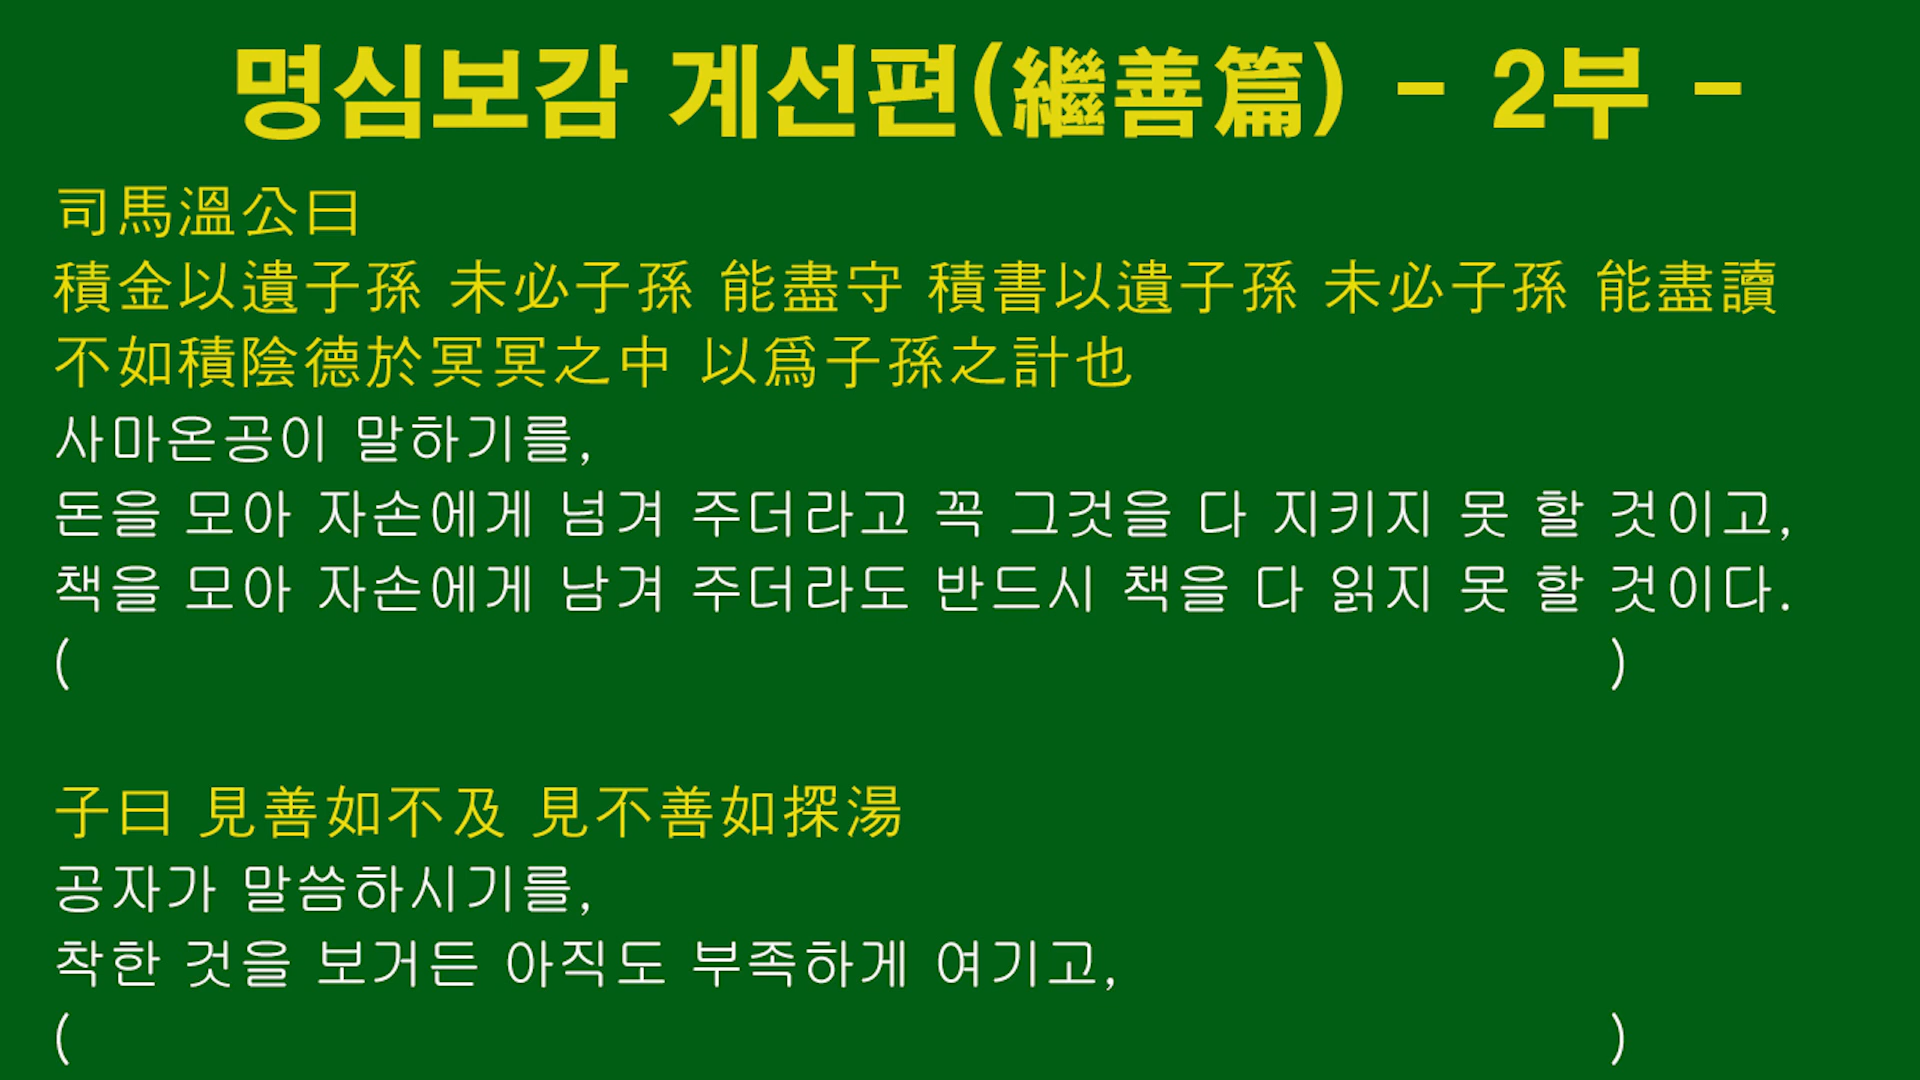 명심보감 계선편(繼善篇) - 2부 -
司馬溫公曰
積金以遺子孫 未必子孫 能盡守 積書以遺子孫 未必子孫 能盡讀
不如積陰德於冥冥之中 以爲子孫之計也
사마온공이 말하기를,
돈을 모아 자손에게 넘겨 주더라고 꼭 그것을 다 지키지 못 할 것이고,
책을 모아 자손에게 남겨 주더라도 반드시 책을 다 읽지 못 할 것이다.
( )
子曰 見善如不及 見不善如探湯
공자가 말씀하시기를,
착한 것을 보거든 아직도 부족하게 여기고,
( )